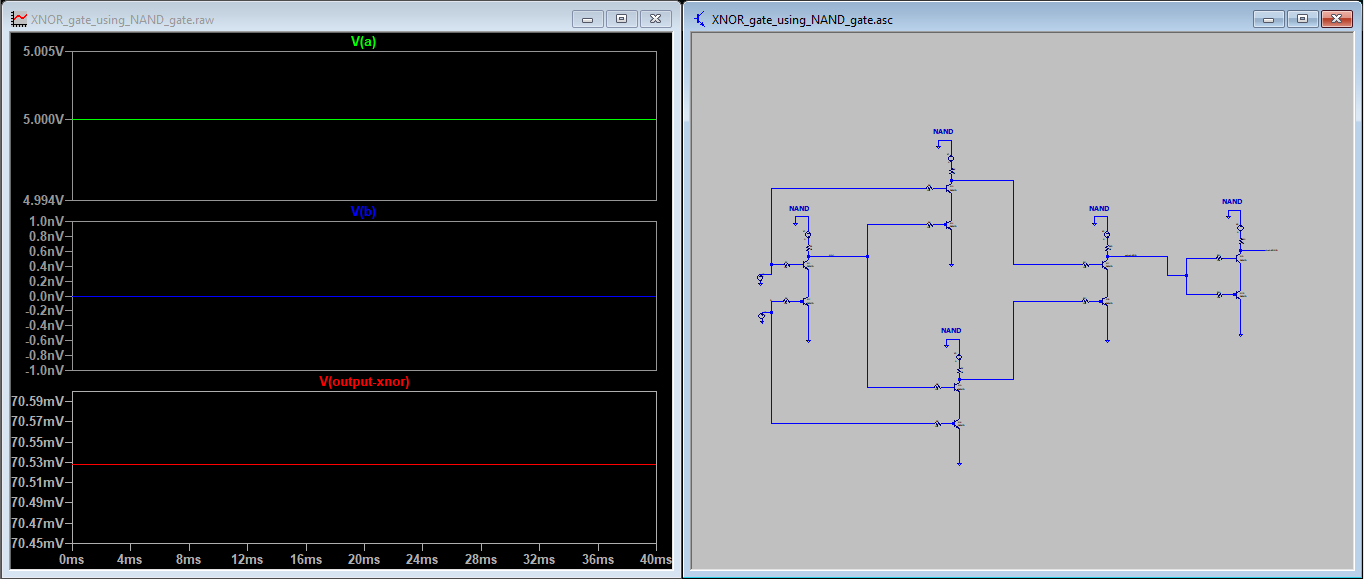 XNOR_gate_using_NAND_gate.raw
V(a)
5.005V
5.000V
4.994V
V(b)
1.0nV
0.8nV
0.6nV
0.4nV
0.2nV
0.0nV
-0.2nV
-0.4nV
-0.6nV
-0.8nV
-1.0nV
V(output-xnor)
70.59mV
70.57mV
70.55mV
70.53mV
70.51mV
70.49mV
70.47mV
70.45mV
0ms 4ms 8ms 12ms 16ms 20ms 24ms 28ms 32ms 36ms 40ms
XNOR_gate_using_NAND_gate.asc
NAND
NAND
NAND
NAND
NAND